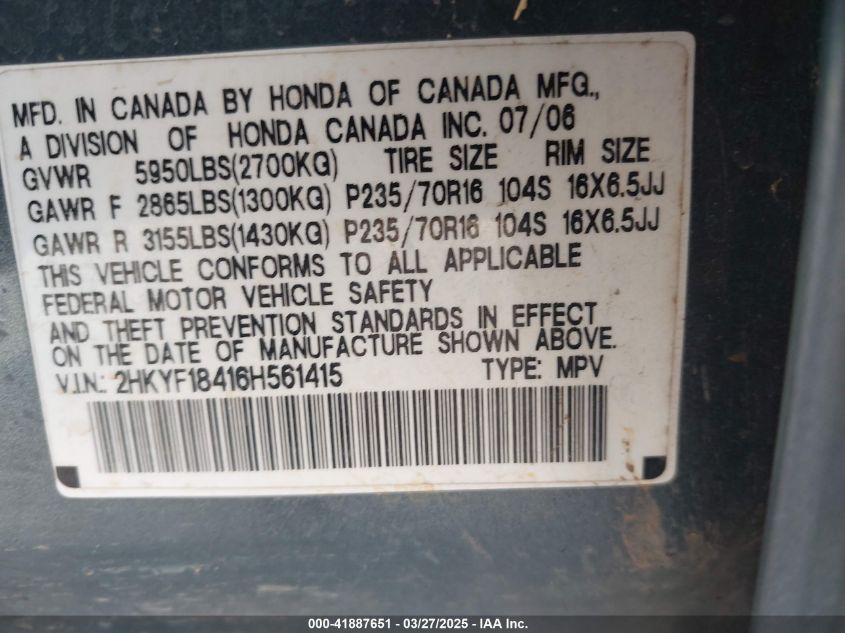 MFD. IN CANADA BY HONDA OF CANADA MFG.,
A DIVISION OF HONDA CANADA INC. 07/06
GVWR 5950LBS(2700KG) TIRE SIZE RIM SIZE
GAWR F 2865LBS(1300KG) P235/70R16 104S 16X6.5JJ
GAWR R 3155LBS(1430KG) P235/70R16 104S 16X6.5JJ
THIS VEHICLE CONFORMS TO ALL APPLICABLE
FEDERAL MOTOR VEHICLE SAFETY
AND THEFT PREVENTION STANDARDS IN EFFECT
ON THE DATE OF MANUFACTURE SHOWN ABOVE.
V.I.N.: 2HKYF18416H561415 TYPE: MPV
000-41887651 - 03/27/2025 - IAA Inc.